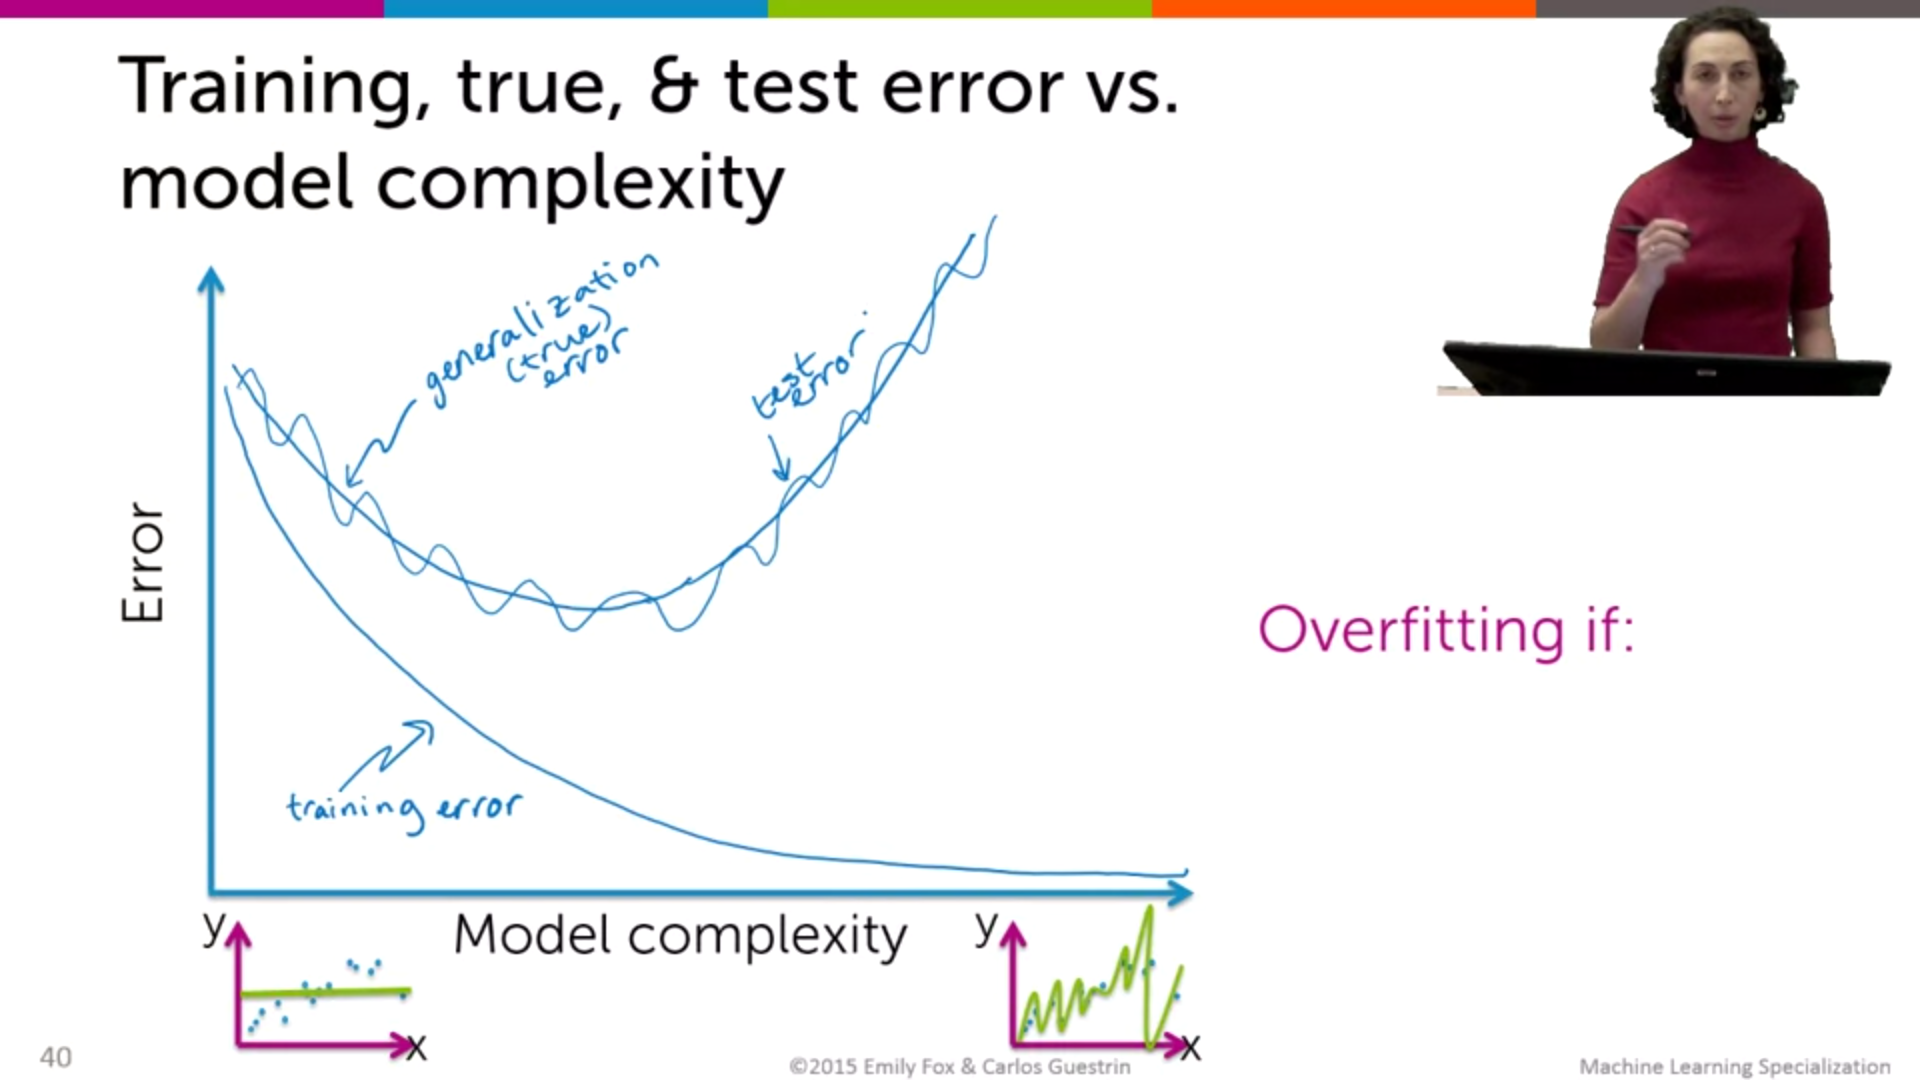 Training, true, & test error vs.
model complexity
generalization
(true)
error
test
error
Error
Overfitting if:
training error
y
Model complexity
y
x
x
40
©2015 Emily Fox & Carlos Guestrin
Machine Learning Specialization